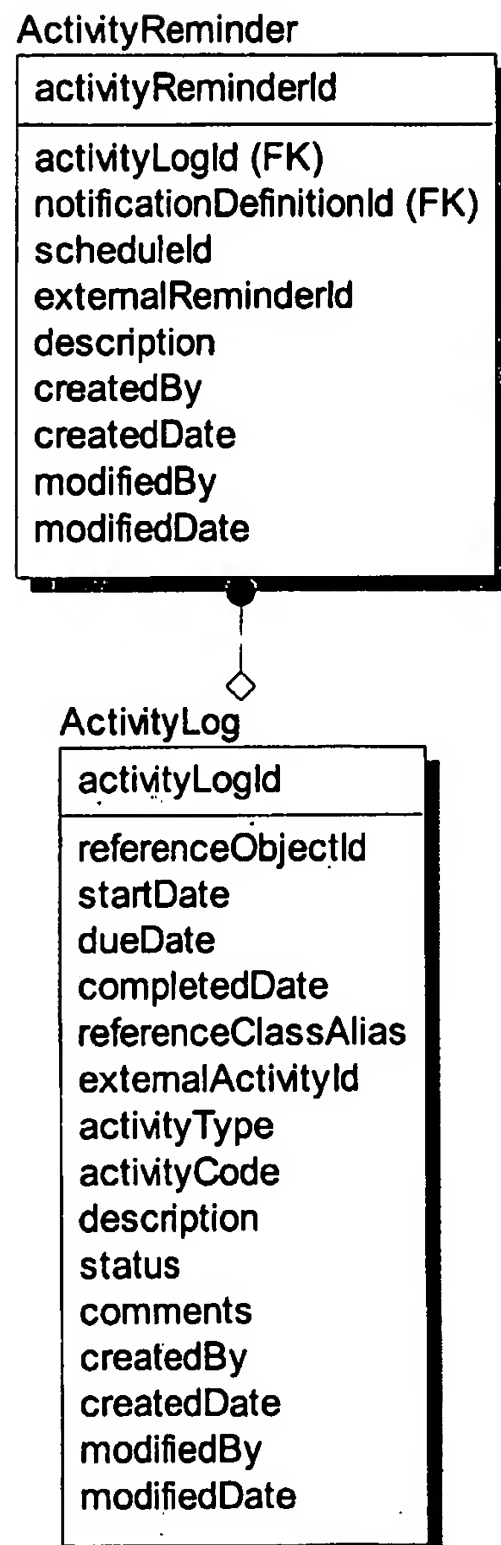 ActivityReminder
activityReminderId
activityLogId (FK)
notificationDefinitionId (FK)
scheduleId
externalReminderId
description
createdBy
createdDate
modifiedBy
modifiedDate
ActivityLog
activityLogId
referenceObjectId
startDate
dueDate
completedDate
referenceClassAlias
externalActivityId
activityType
activityCode
description
status
comments
createdBy
createdDate
modifiedBy
modifiedDate